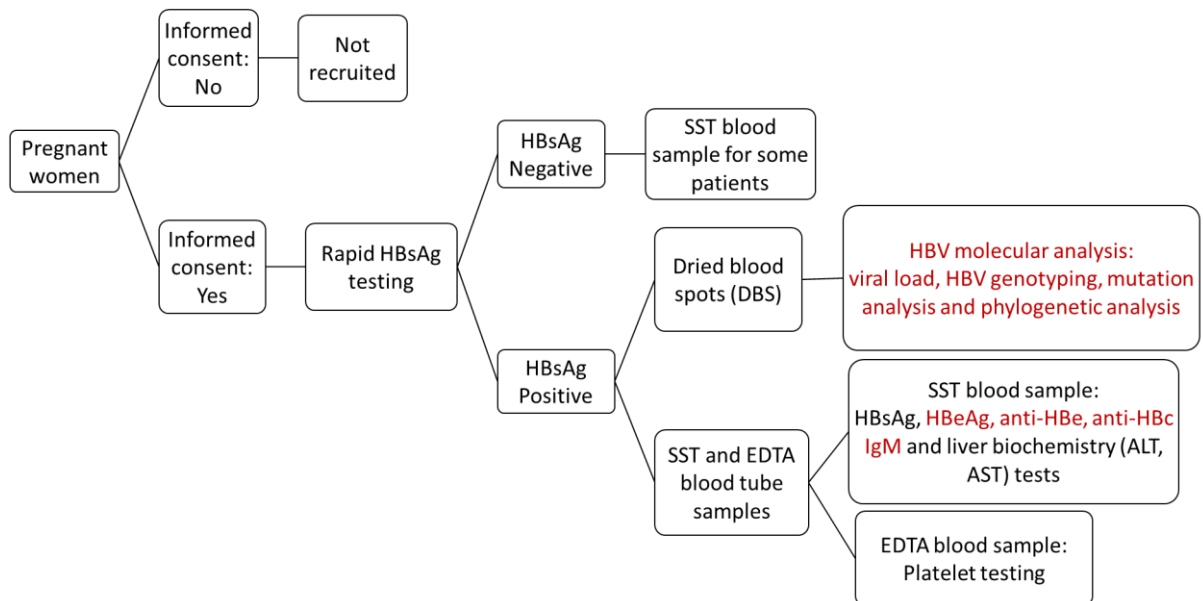 Pregnant
women
Informed
consent:
No
Not
recruited
Informed
consent:
Yes
Rapid HBsAg
testing
HBsAg
Negative
SST blood
sample for some
patients
HBsAg
Positive
Dried blood
spots (DBS)
HBV molecular analysis:
viral load, HBV genotyping, mutation
analysis and phylogenetic analysis
SST and EDTA
blood tube
samples
SST blood sample:
HBsAg, HBeAg, anti-HBe, anti-HBc
IgM and liver biochemistry (ALT,
AST) tests
EDTA blood sample:
Platelet testing